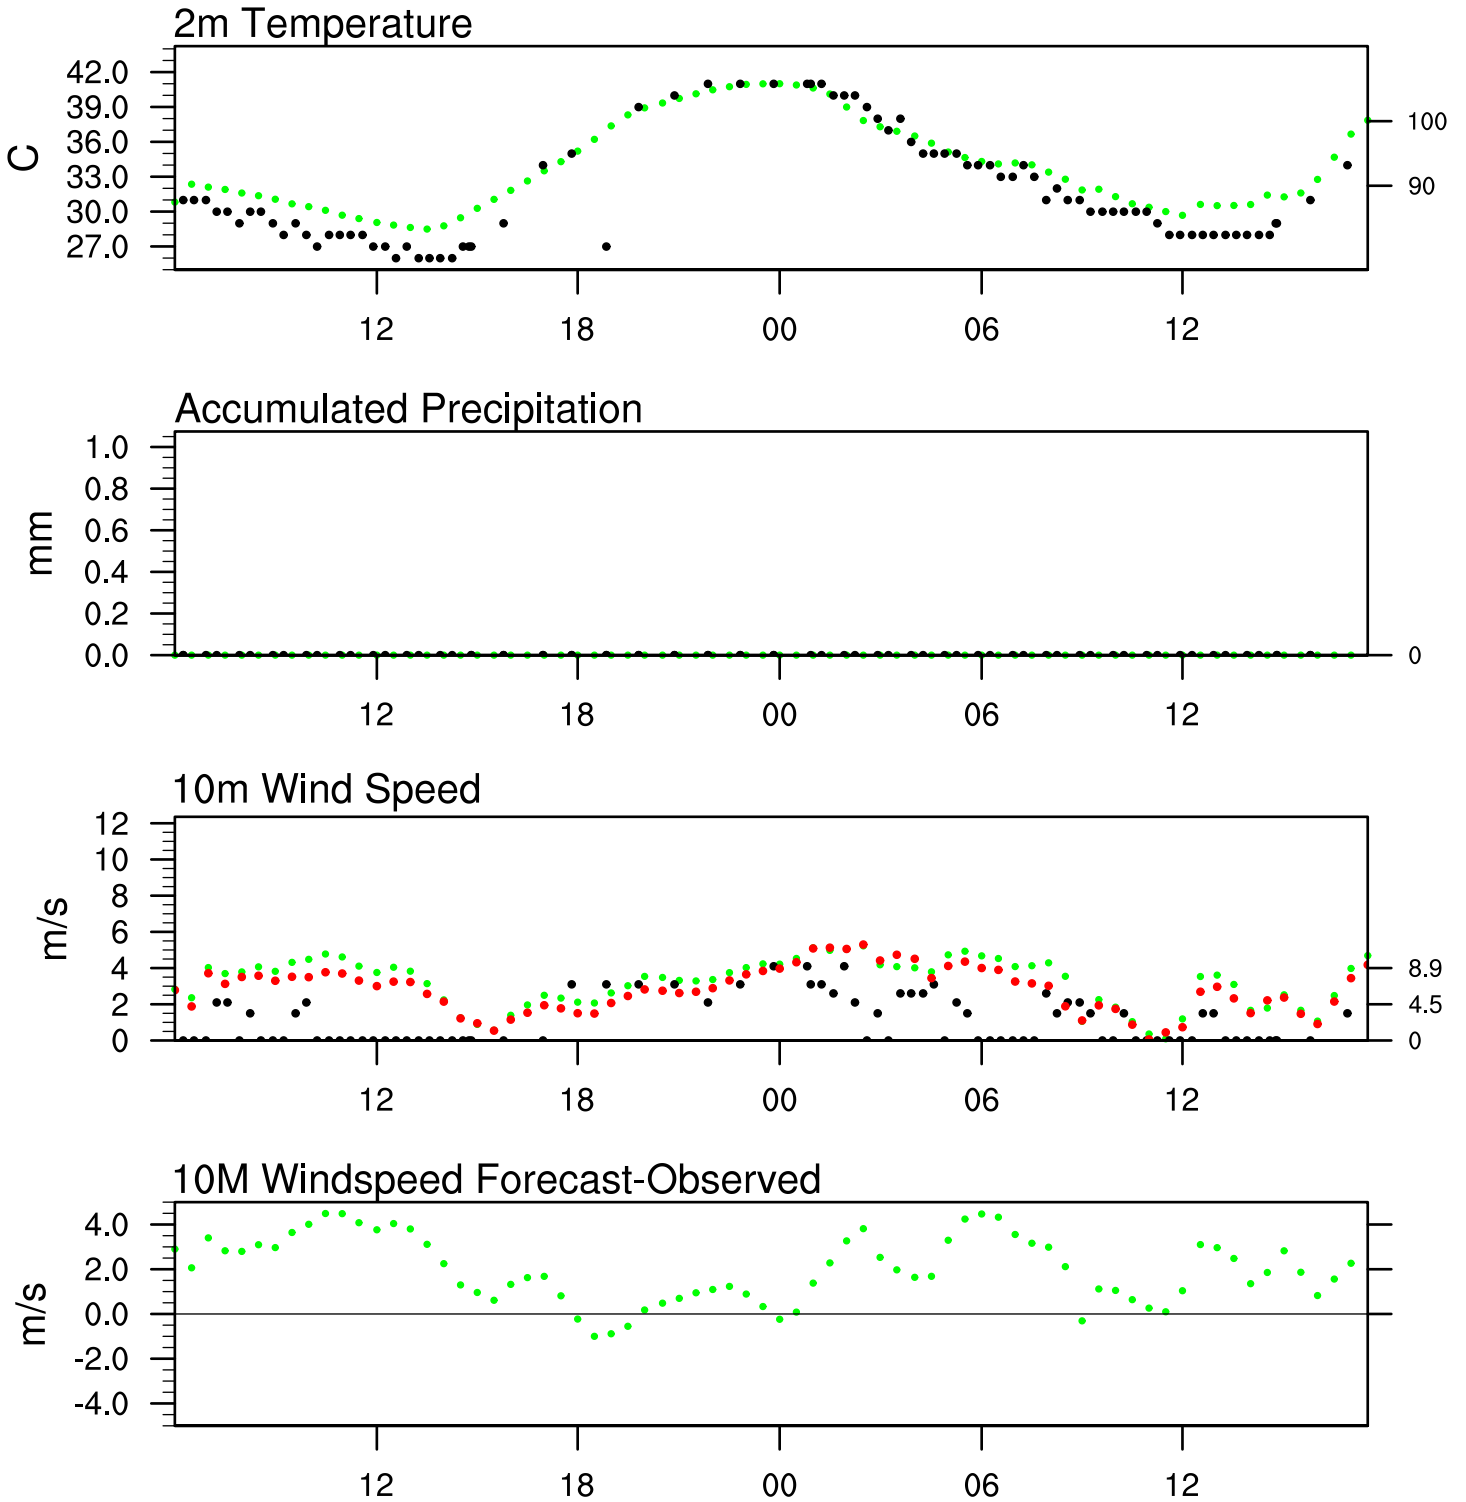 2m Temperature
42.0
39.0
36.0
33.0
30.0
27.0
C
100
90
12 18 00 06 12
Accumulated Precipitation
1.0
0.8
0.6
0.4
0.2
0.0
mm
0
12 18 00 06 12
10m Wind Speed
12
10
8
6
4
2
0
m/s
8.9
4.5
0
12 18 00 06 12
10M Windspeed Forecast-Observed
4.0
2.0
0.0
-2.0
-4.0
m/s
12 18 00 06 12